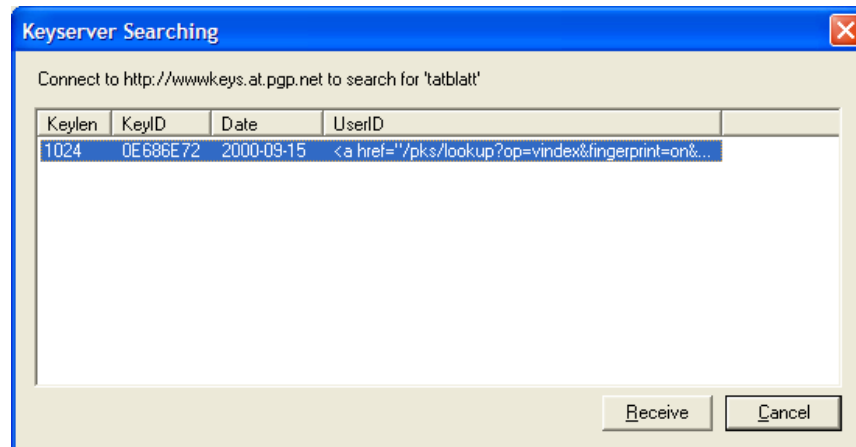 Keyserver Searching
Connect to http://wwwkeys.at.pgp.net to search for 'tatblatt'
Keylen KeyID Date UserID
1024 0E686E72 2000-09-15 <a href="/pks/lookup?op=vindex&fingerprint=on&...
Receive Cancel